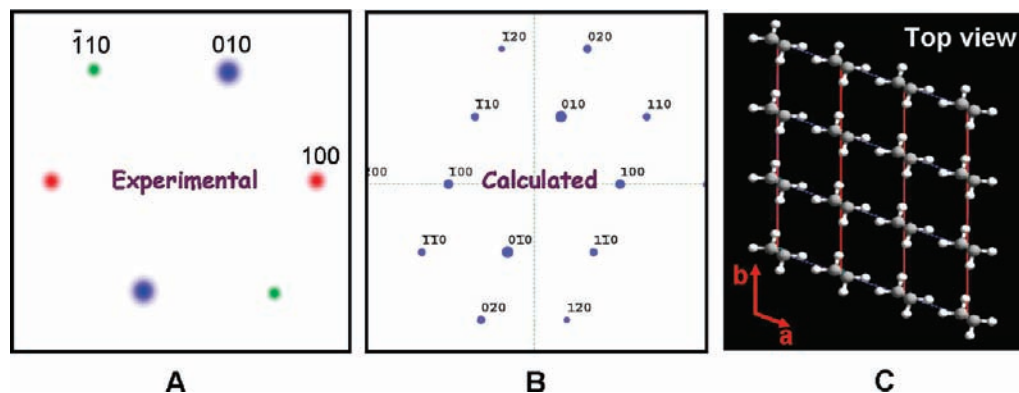 1̄10 010
100
Experimental
A
1̄20 020
1̄10 010 110
200 1̄00 Calculated 100
1̄1̄0 01̄0 11̄0
02̄0 12̄0
B
Top view
b
a
C